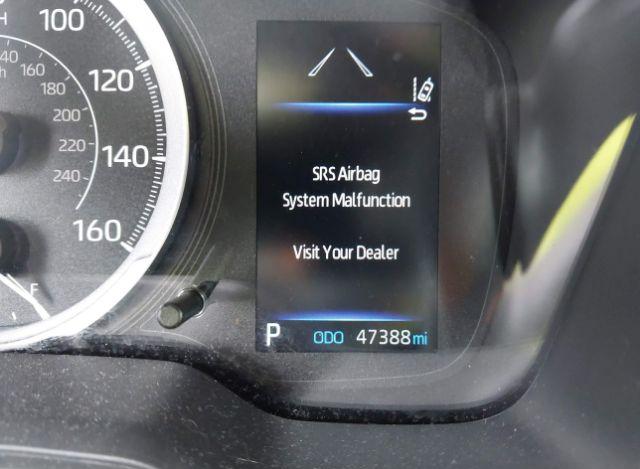 100
H
120
140
160
40
h
160
180
200
220
240
F
SRS Airbag
System Malfunction
Visit Your Dealer
P ODO 47388 mi